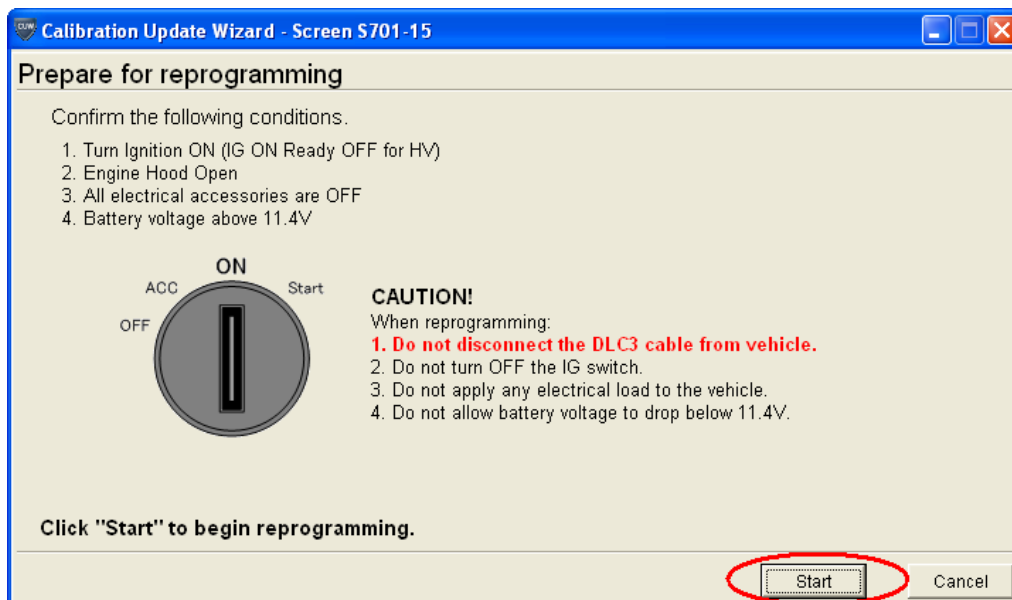 CUW Calibration Update Wizard - Screen S701-15
Prepare for reprogramming
Confirm the following conditions.
1. Turn Ignition ON (IG ON Ready OFF for HV)
2. Engine Hood Open
3. All electrical accessories are OFF
4. Battery voltage above 11.4V
ON
ACC
Start
OFF
CAUTION!
When reprogramming:
1. Do not disconnect the DLC3 cable from vehicle.
2. Do not turn OFF the IG switch.
3. Do not apply any electrical load to the vehicle.
4. Do not allow battery voltage to drop below 11.4V.
Click "Start" to begin reprogramming.
Start
Cancel